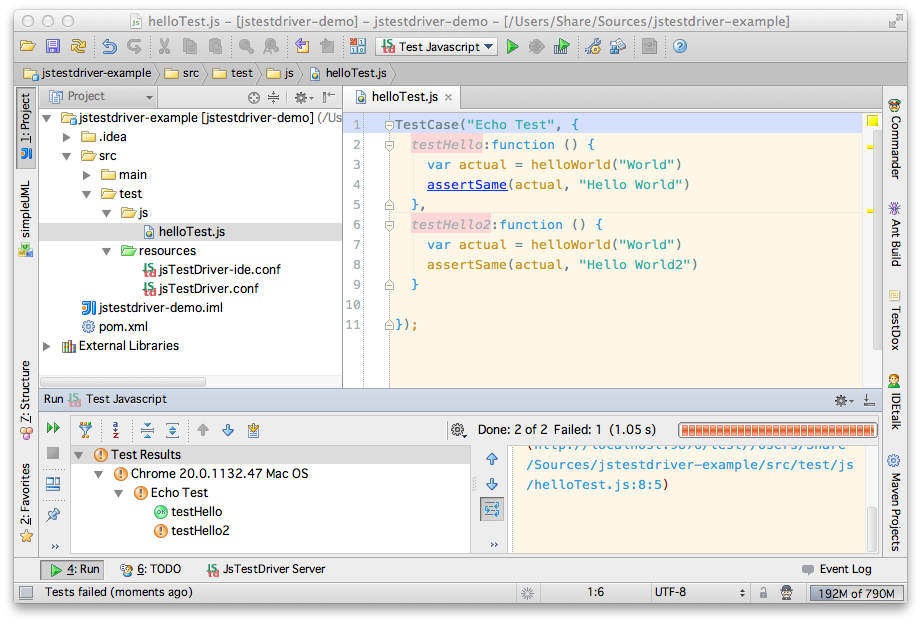 helloTest.js – [jstestdriver-demo] – jstestdriver-demo – [/Users/Share/Sources/jstestdriver-example]
Test Javascript
jstestdriver-example src test js helloTest.js
1: Project
simpleUML
Z: Structure
2: Favorites
Project
jstestdriver-example [jstestdriver-demo] (/Us
.idea
src
main
test
js
helloTest.js
resources
jsTestDriver-ide.conf
jsTestDriver.conf
jstestdriver-demo.iml
pom.xml
External Libraries
helloTest.js
1 TestCase("Echo Test", {
2 testHello:function () {
3 var actual = helloWorld("World")
4 assertSame(actual, "Hello World")
5 },
6 testHello2:function () {
7 var actual = helloWorld("World")
8 assertSame(actual, "Hello World2")
9 }
10
11 });
Commander
Ant Build
TestDox
IDEtalk
Maven Projects
Run Test Javascript
Done: 2 of 2 Failed: 1 (1.05 s)
Test Results
Chrome 20.0.1132.47 Mac OS
Echo Test
testHello
testHello2
/Sources/jstestdriver-example/src/test/js
/helloTest.js:8:5)
4: Run 6: TODO JsTestDriver Server Event Log
Tests failed (moments ago) 1:6 UTF-8 192M of 790M